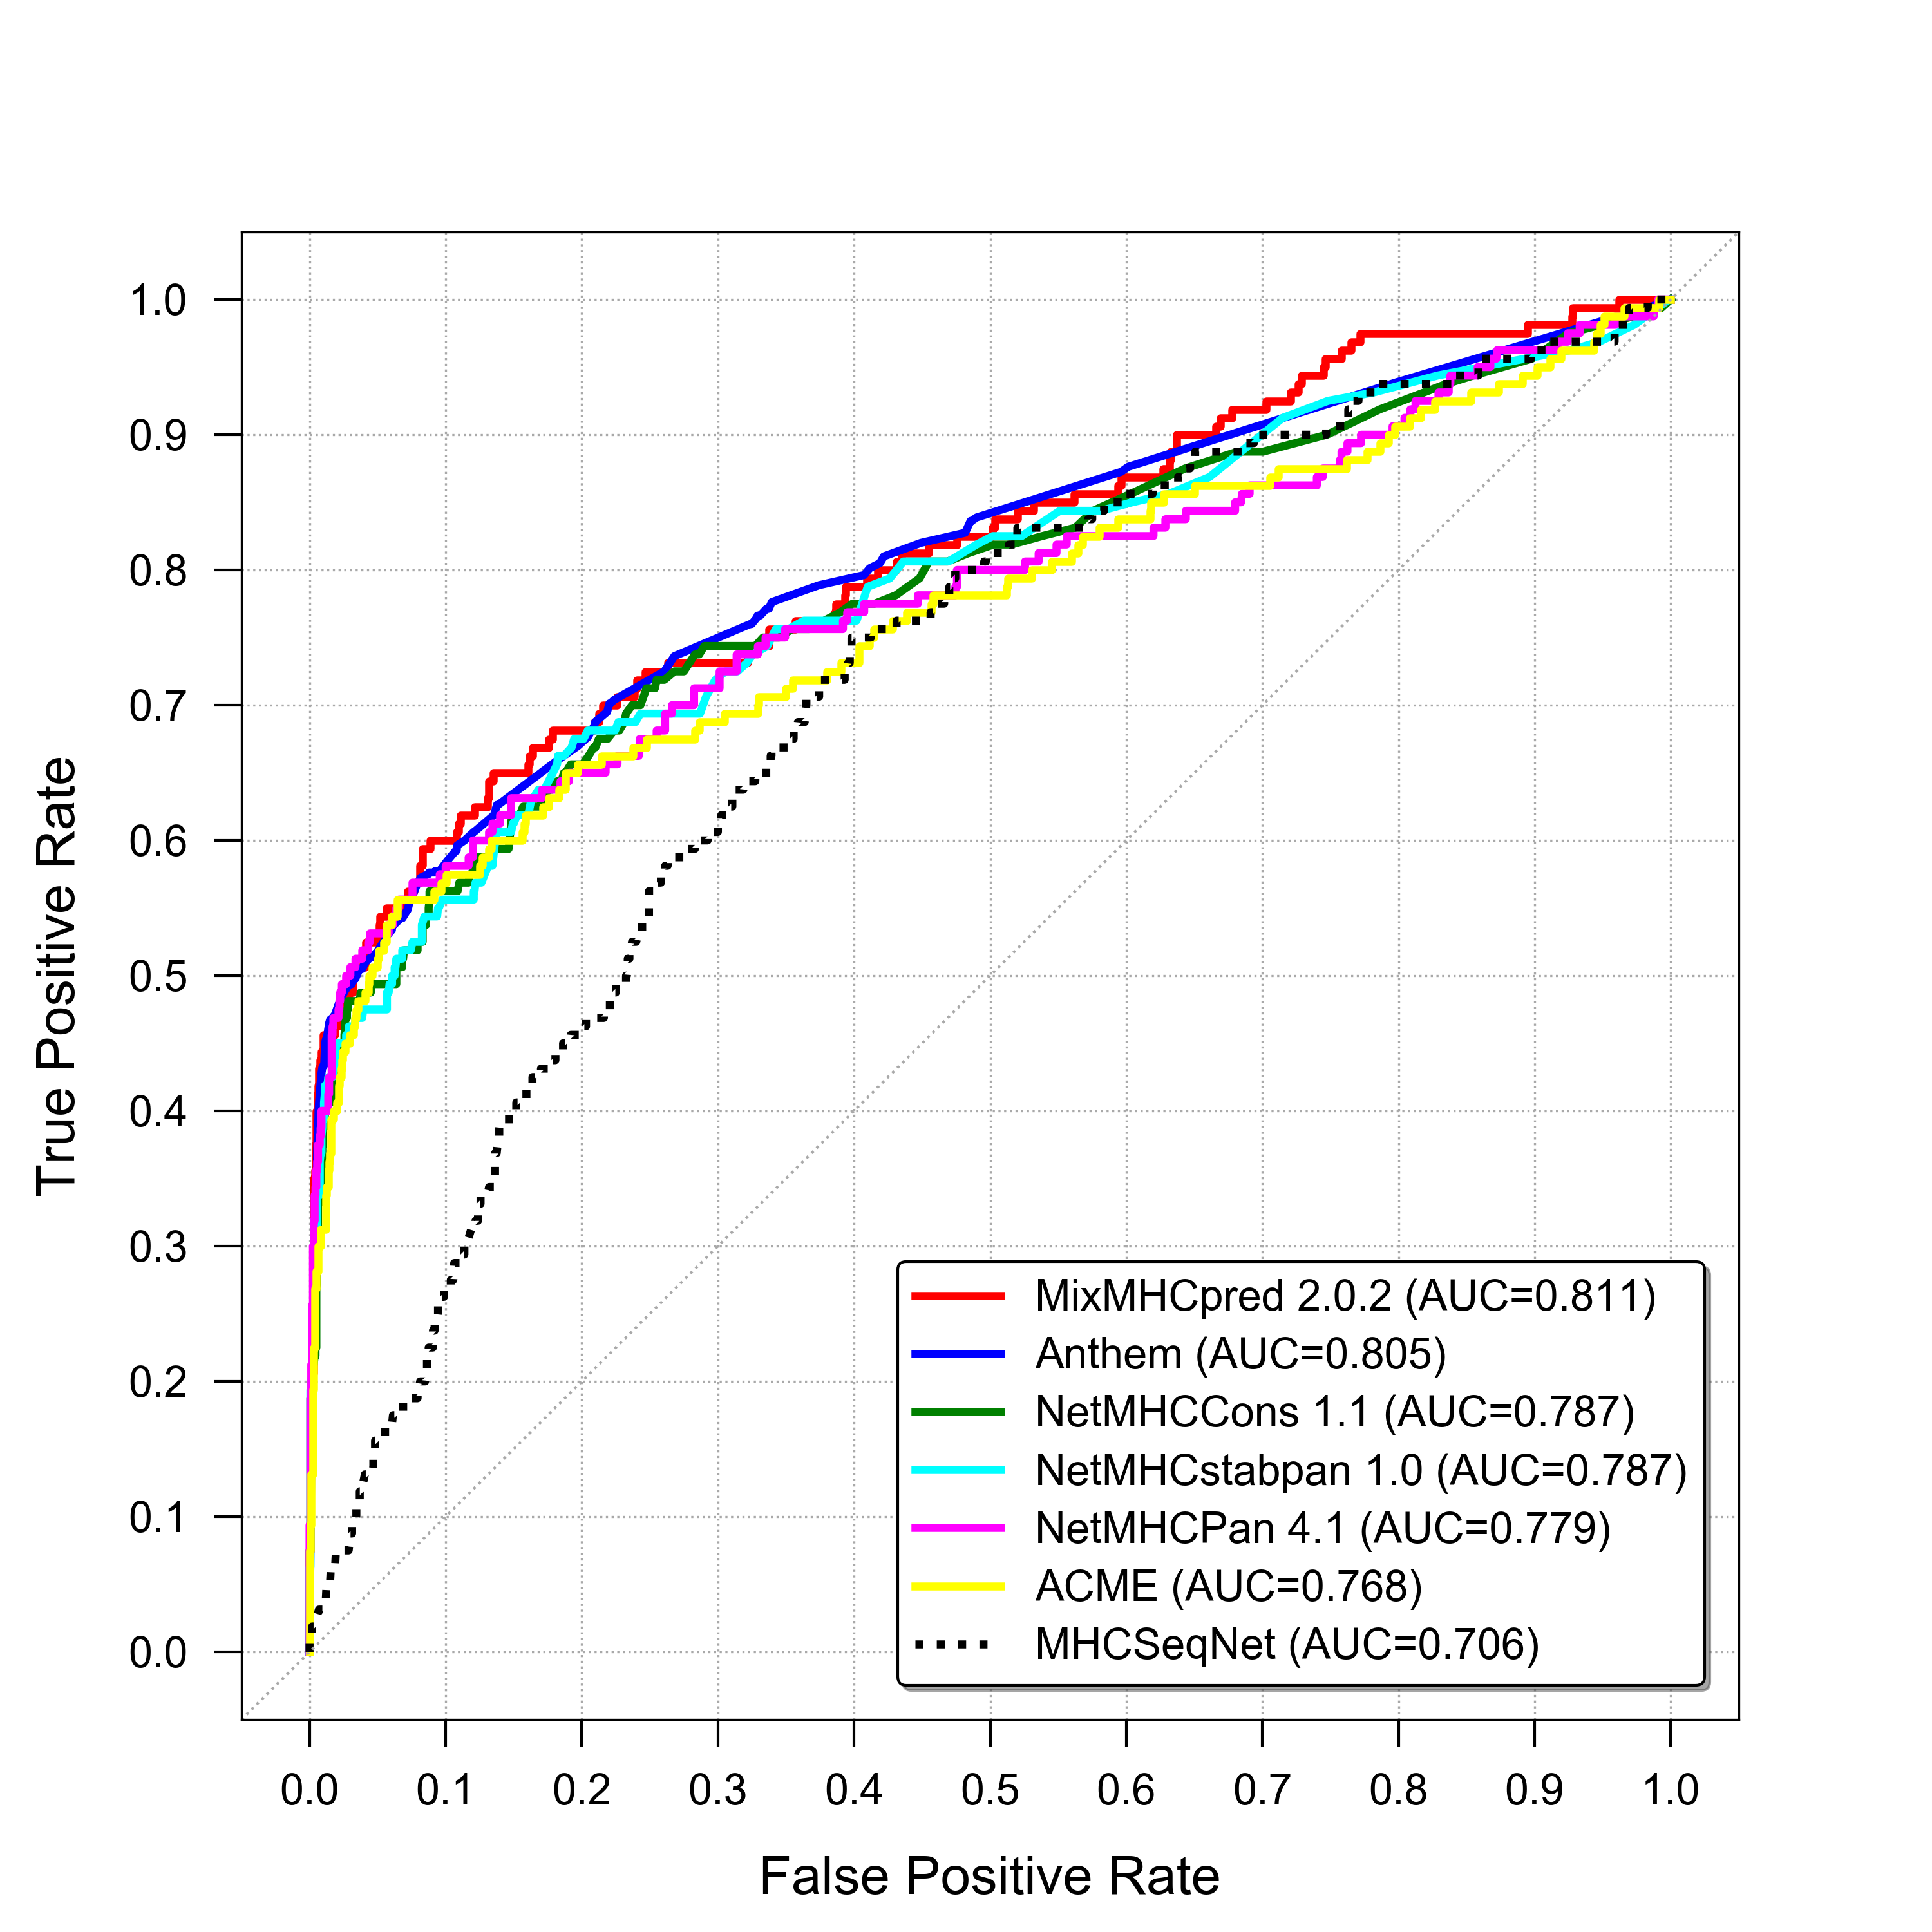 True Positive Rate
1.0
0.9
0.8
0.7
0.6
0.5
0.4
0.3
0.2
0.1
0.0
MixMHCpred 2.0.2 (AUC=0.811)
Anthem (AUC=0.805)
NetMHCCons 1.1 (AUC=0.787)
NetMHCstabpan 1.0 (AUC=0.787)
NetMHCPan 4.1 (AUC=0.779)
ACME (AUC=0.768)
MHCSeqNet (AUC=0.706)
0.0 0.1 0.2 0.3 0.4 0.5 0.6 0.7 0.8 0.9 1.0
False Positive Rate